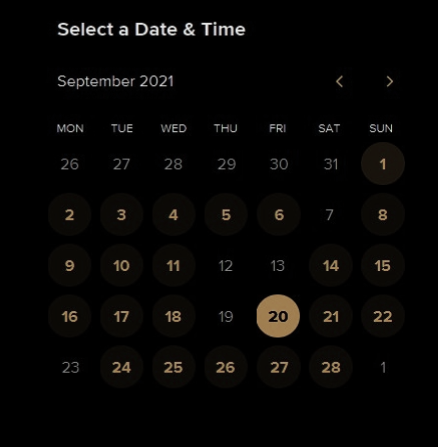 Select a Date & Time
September 2021 < >
MON TUE WED THU FRI SAT SUN
26 27 28 29 30 31 1
2 3 4 5 6 7 8
9 10 11 12 13 14 15
16 17 18 19 20 21 22
23 24 25 26 27 28 1